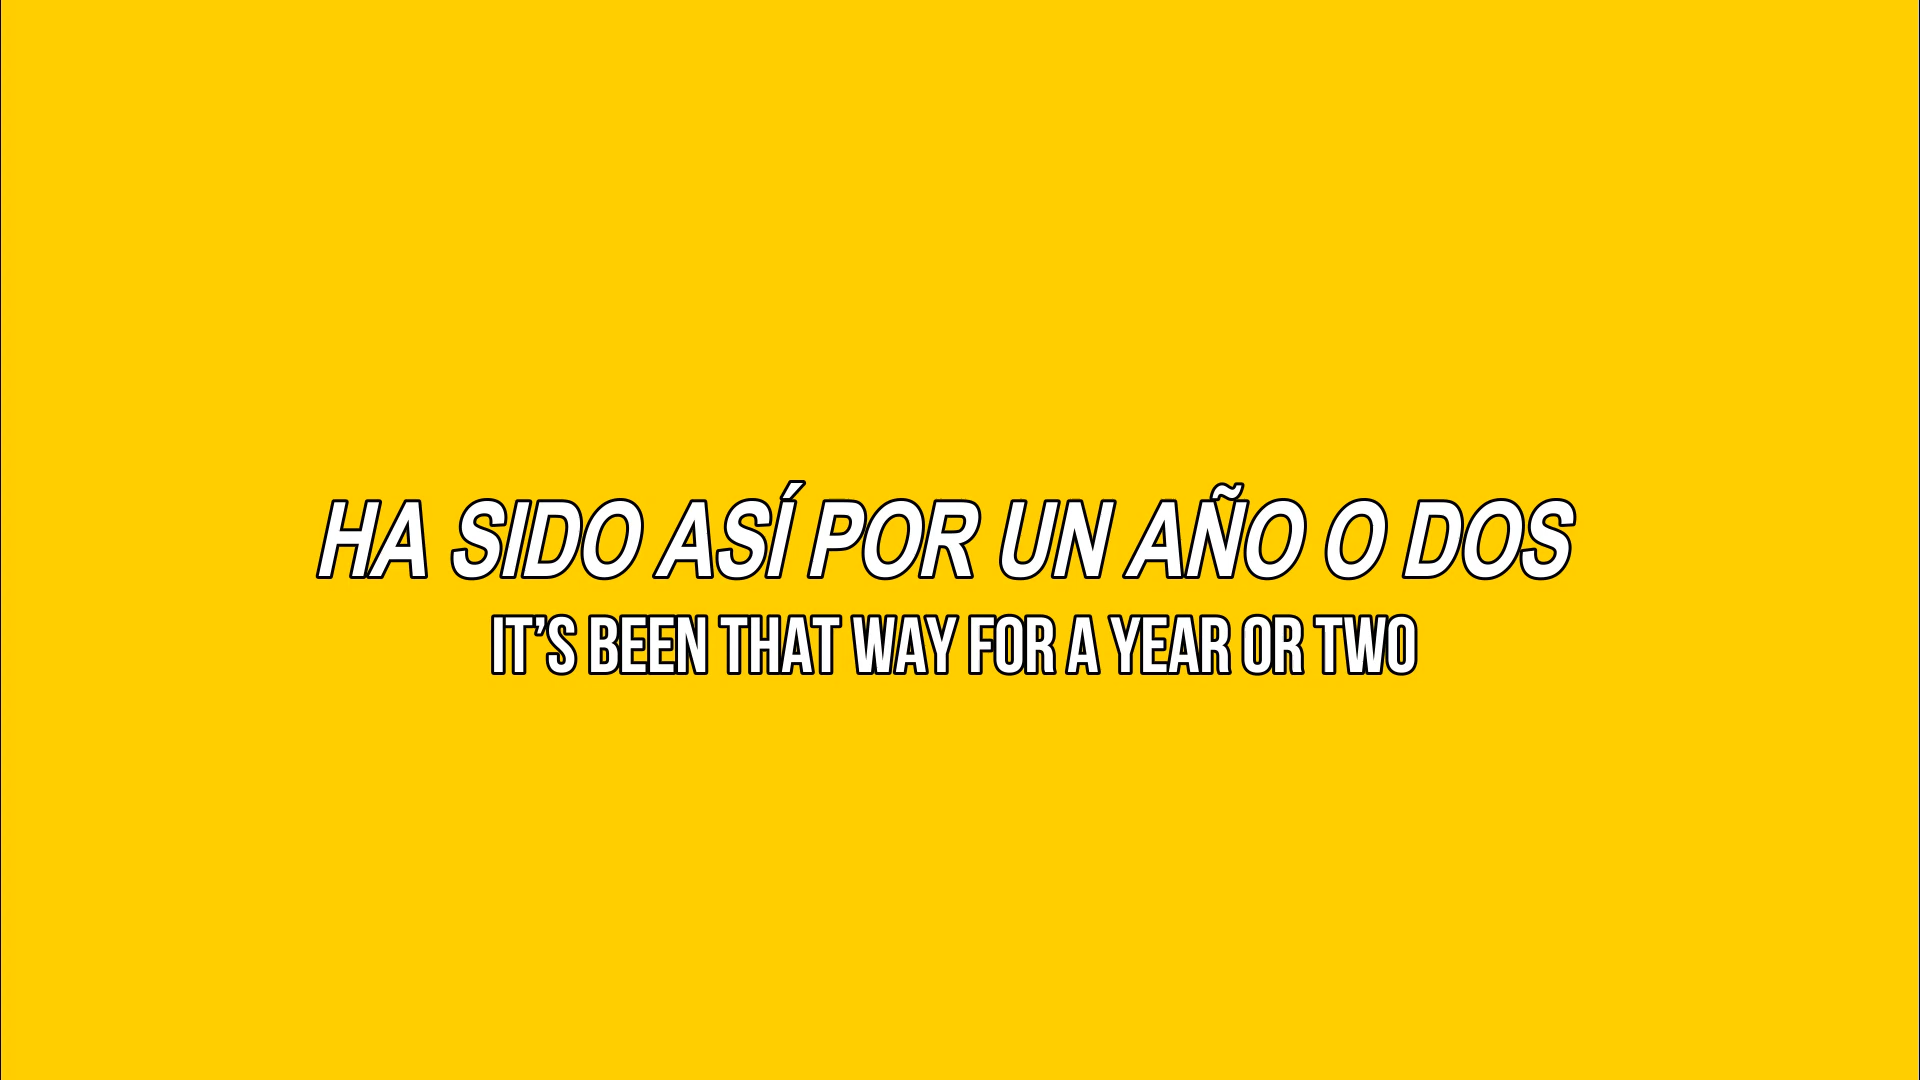 HA SIDO ASÍ POR UN AÑO O DOS
IT’S BEEN THAT WAY FOR A YEAR OR TWO